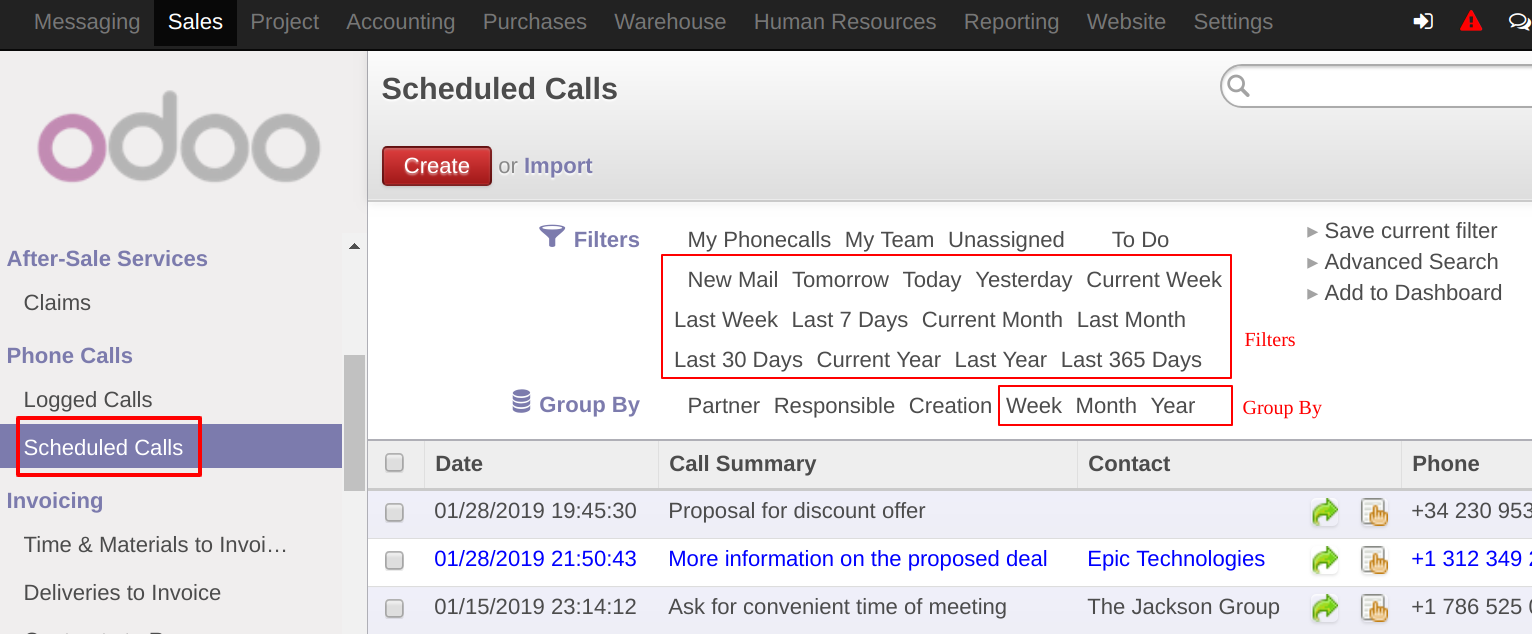 Messaging Sales Project Accounting Purchases Warehouse Human Resources Reporting Website Settings
odoo
After-Sale Services
Claims
Phone Calls
Logged Calls
Scheduled Calls
Invoicing
Time & Materials to Invoi…
Deliveries to Invoice
Scheduled Calls
Create or Import
Filters My Phonecalls My Team Unassigned To Do
New Mail Tomorrow Today Yesterday Current Week
Last Week Last 7 Days Current Month Last Month
Last 30 Days Current Year Last Year Last 365 Days
Filters
Group By Partner Responsible Creation Week Month Year
Group By
Save current filter
Advanced Search
Add to Dashboard
Date Call Summary Contact Phone
01/28/2019 19:45:30 Proposal for discount offer +34 230 953
01/28/2019 21:50:43 More information on the proposed deal Epic Technologies +1 312 349
01/15/2019 23:14:12 Ask for convenient time of meeting The Jackson Group +1 786 525